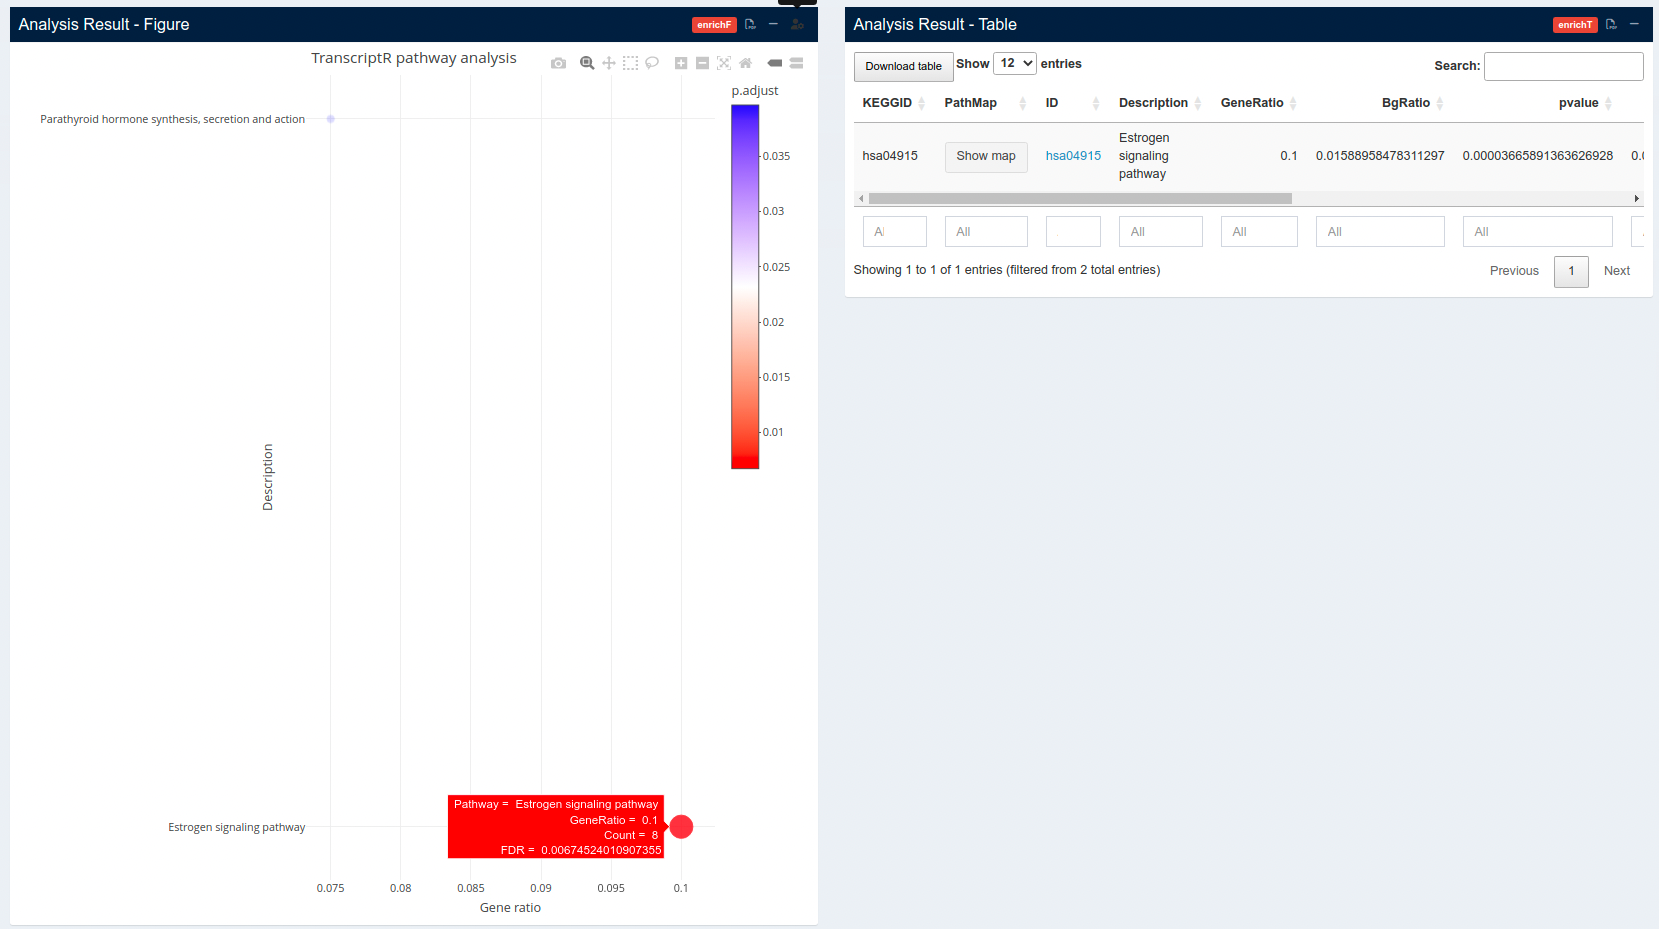 Analysis Result - Figure
enrichF
TranscriptR pathway analysis
p.adjust
Parathyroid hormone synthesis, secretion and action
0.035
0.03
0.025
0.02
0.015
0.01
Description
Estrogen signaling pathway
Pathway = Estrogen signaling pathway
GeneRatio = 0.1
Count = 8
FDR = 0.00674524010907355
0.075 0.08 0.085 0.09 0.095 0.1
Gene ratio
Analysis Result - Table
enrichT
Download table Show 12 entries
Search:
KEGGID PathMap ID Description GeneRatio BgRatio pvalue
hsa04915 Show map hsa04915 Estrogen signaling pathway 0.1 0.01588958478311297 0.00003665891363626928 0.0
All All All All All
Showing 1 to 1 of 1 entries (filtered from 2 total entries)
Previous 1 Next